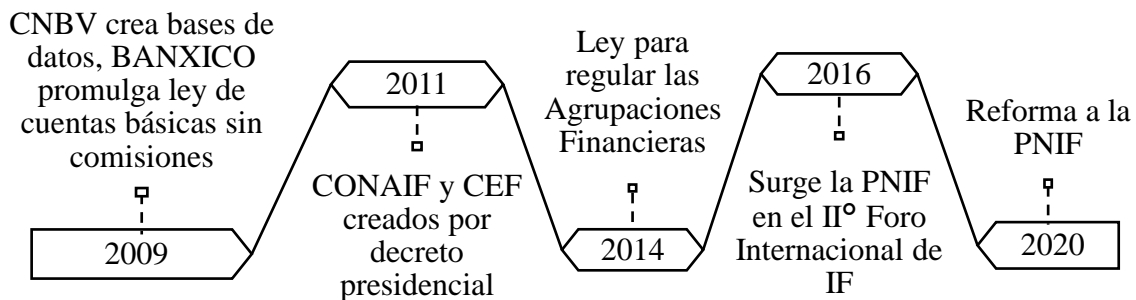 CNBV crea bases de
datos, BANXICO
promulga ley de
cuentas básicas sin
comisiones
2009
2011
CONAIF y CEF
creados por
decreto
presidencial
Ley para
regular las
Agrupaciones
Financieras
2014
2016
Surge la PNIF
en el II° Foro
Internacional de
IF
Reforma a la
PNIF
2020